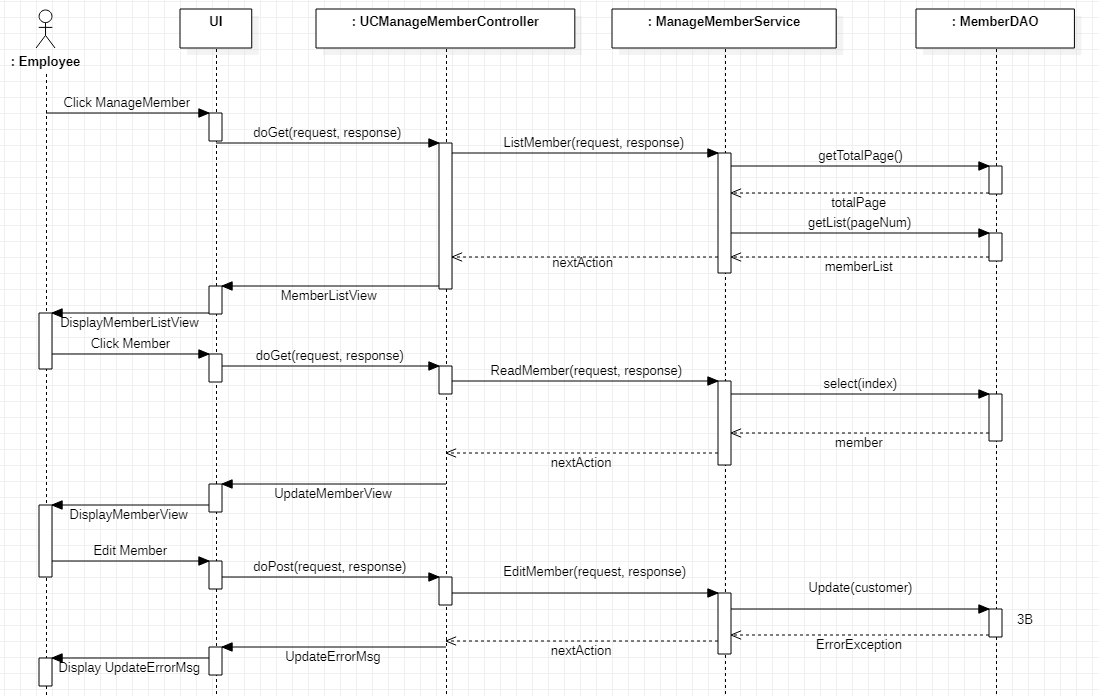 UI
: UCManageMemberController
: ManageMemberService
: MemberDAO
: Employee
Click ManageMember
doGet(request, response)
ListMember(request, response)
getTotalPage()
totalPage
getList(pageNum)
nextAction
memberList
MemberListView
DisplayMemberListView
Click Member
doGet(request, response)
ReadMember(request, response)
select(index)
member
nextAction
UpdateMemberView
DisplayMemberView
Edit Member
doPost(request, response)
EditMember(request, response)
Update(customer)
3B
ErrorException
nextAction
UpdateErrorMsg
Display UpdateErrorMsg